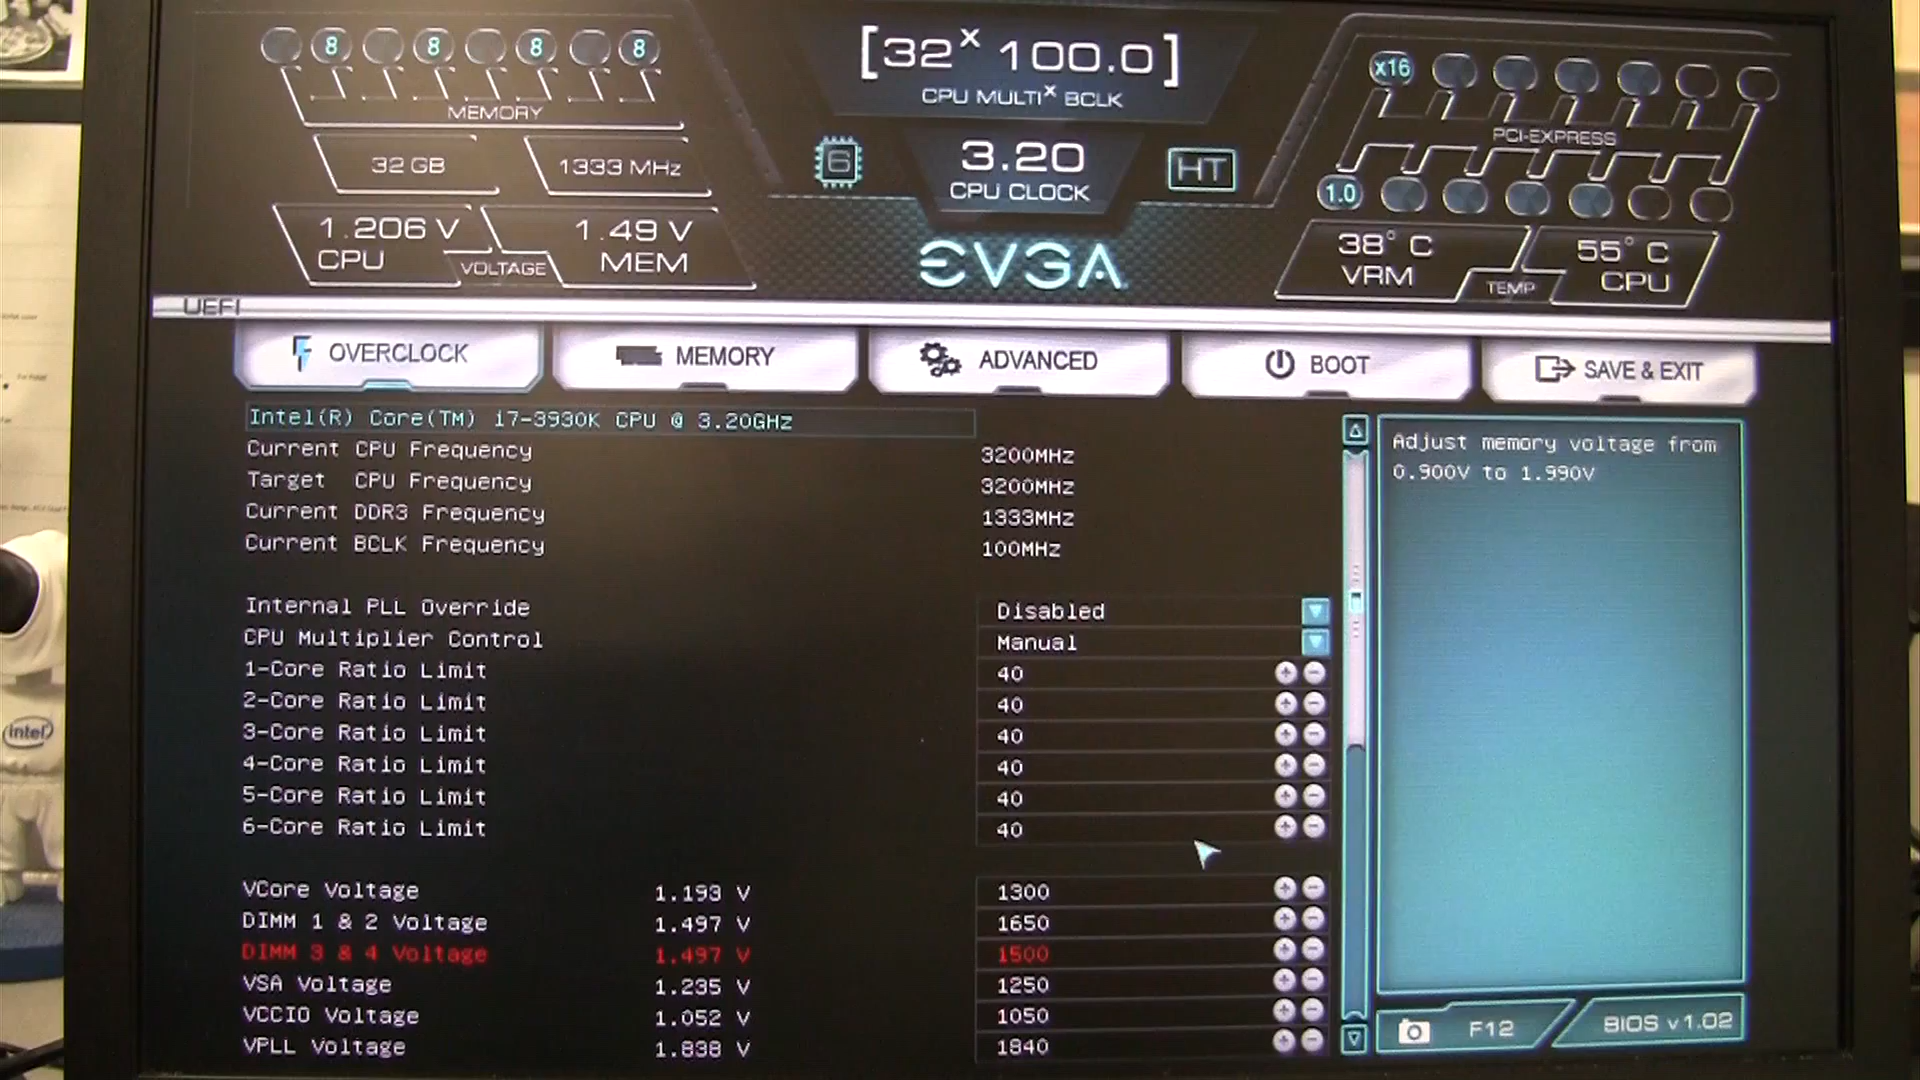 8 8 8 8
MEMORY
32 GB 1333 MHz
1.206 V 1.49 V
CPU VOLTAGE MEM
[32 x 100.0]
CPU MULTI x BCLK
6 3.20 HT
CPU CLOCK
EVGA
x16
PCI-EXPRESS
1.0
38° C 55° C
VRM TEMP CPU
UEFI
OVERCLOCK MEMORY ADVANCED BOOT SAVE & EXIT
Intel(R) Core(TM) i7-3930K CPU @ 3.20GHz
Current CPU Frequency 3200MHz
Target CPU Frequency 3200MHz
Current DDR3 Frequency 1333MHz
Current BCLK Frequency 100MHz
Internal PLL Override Disabled
CPU Multiplier Control Manual
1-Core Ratio Limit 40
2-Core Ratio Limit 40
3-Core Ratio Limit 40
4-Core Ratio Limit 40
5-Core Ratio Limit 40
6-Core Ratio Limit 40
VCore Voltage 1.193 V 1300
DIMM 1 & 2 Voltage 1.497 V 1650
DIMM 3 & 4 Voltage 1.497 V 1500
VSA Voltage 1.235 V 1250
VCCIO Voltage 1.052 V 1050
VPLL Voltage 1.838 V 1840
Adjust memory voltage from
0.900V to 1.990V
F12 BIOS v1.02
intel